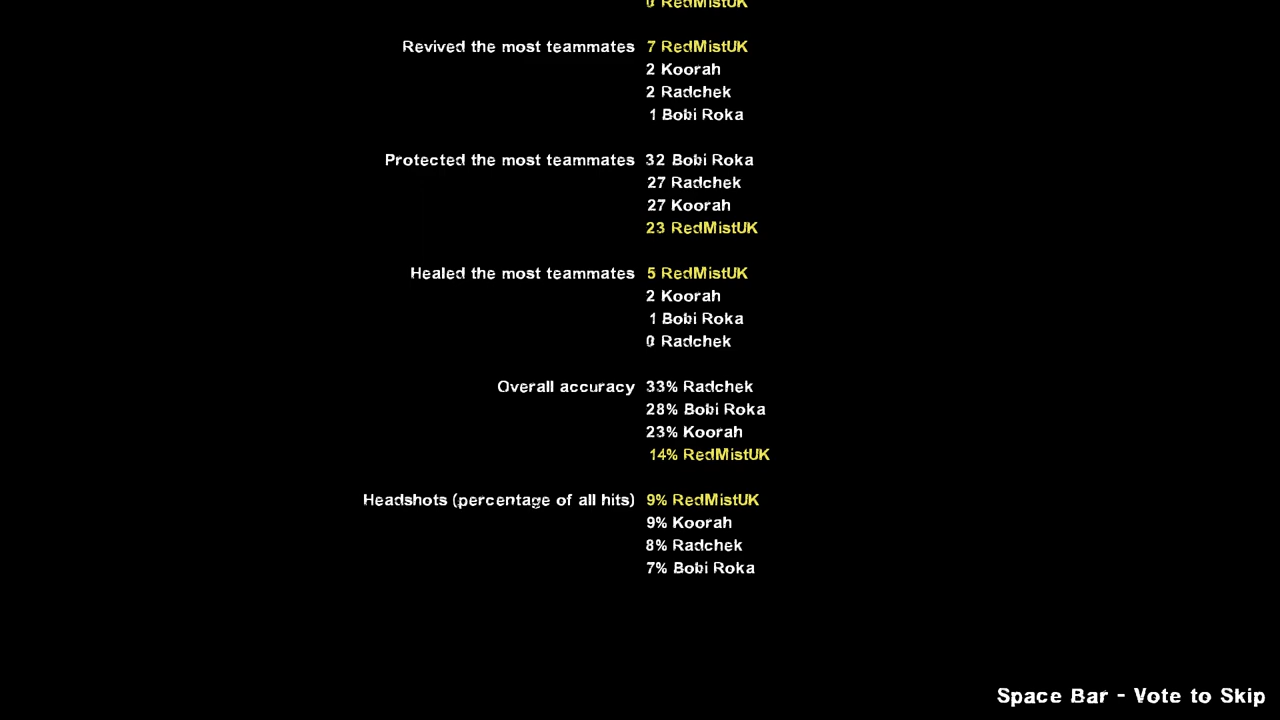 0 RedMistUK
Revived the most teammates 7 RedMistUK
2 Koorah
2 Radchek
1 Bobi Roka
Protected the most teammates 32 Bobi Roka
27 Radchek
27 Koorah
23 RedMistUK
Healed the most teammates 5 RedMistUK
2 Koorah
1 Bobi Roka
0 Radchek
Overall accuracy 33% Radchek
28% Bobi Roka
23% Koorah
14% RedMistUK
Headshots (percentage of all hits) 9% RedMistUK
9% Koorah
8% Radchek
7% Bobi Roka
Space Bar - Vote to Skip